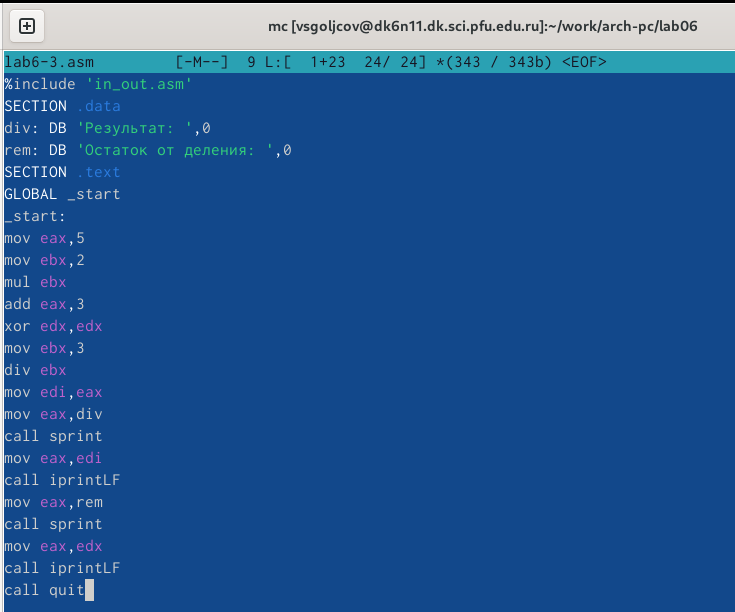 mc [vsgoljcov@dk6n11.dk.sci.pfu.edu.ru]:~/work/arch-pc/lab06
lab6-3.asm [-M--] 9 L:[ 1+23 24/ 24] *(343 / 343b) <EOF>
%include 'in_out.asm'
SECTION .data
div: DB 'Результат: ',0
rem: DB 'Остаток от деления: ',0
SECTION .text
GLOBAL _start
_start:
mov eax,5
mov ebx,2
mul ebx
add eax,3
xor edx,edx
mov ebx,3
div ebx
mov edi,eax
mov eax,div
call sprint
mov eax,edi
call iprintLF
mov eax,rem
call sprint
mov eax,edx
call iprintLF
call quit